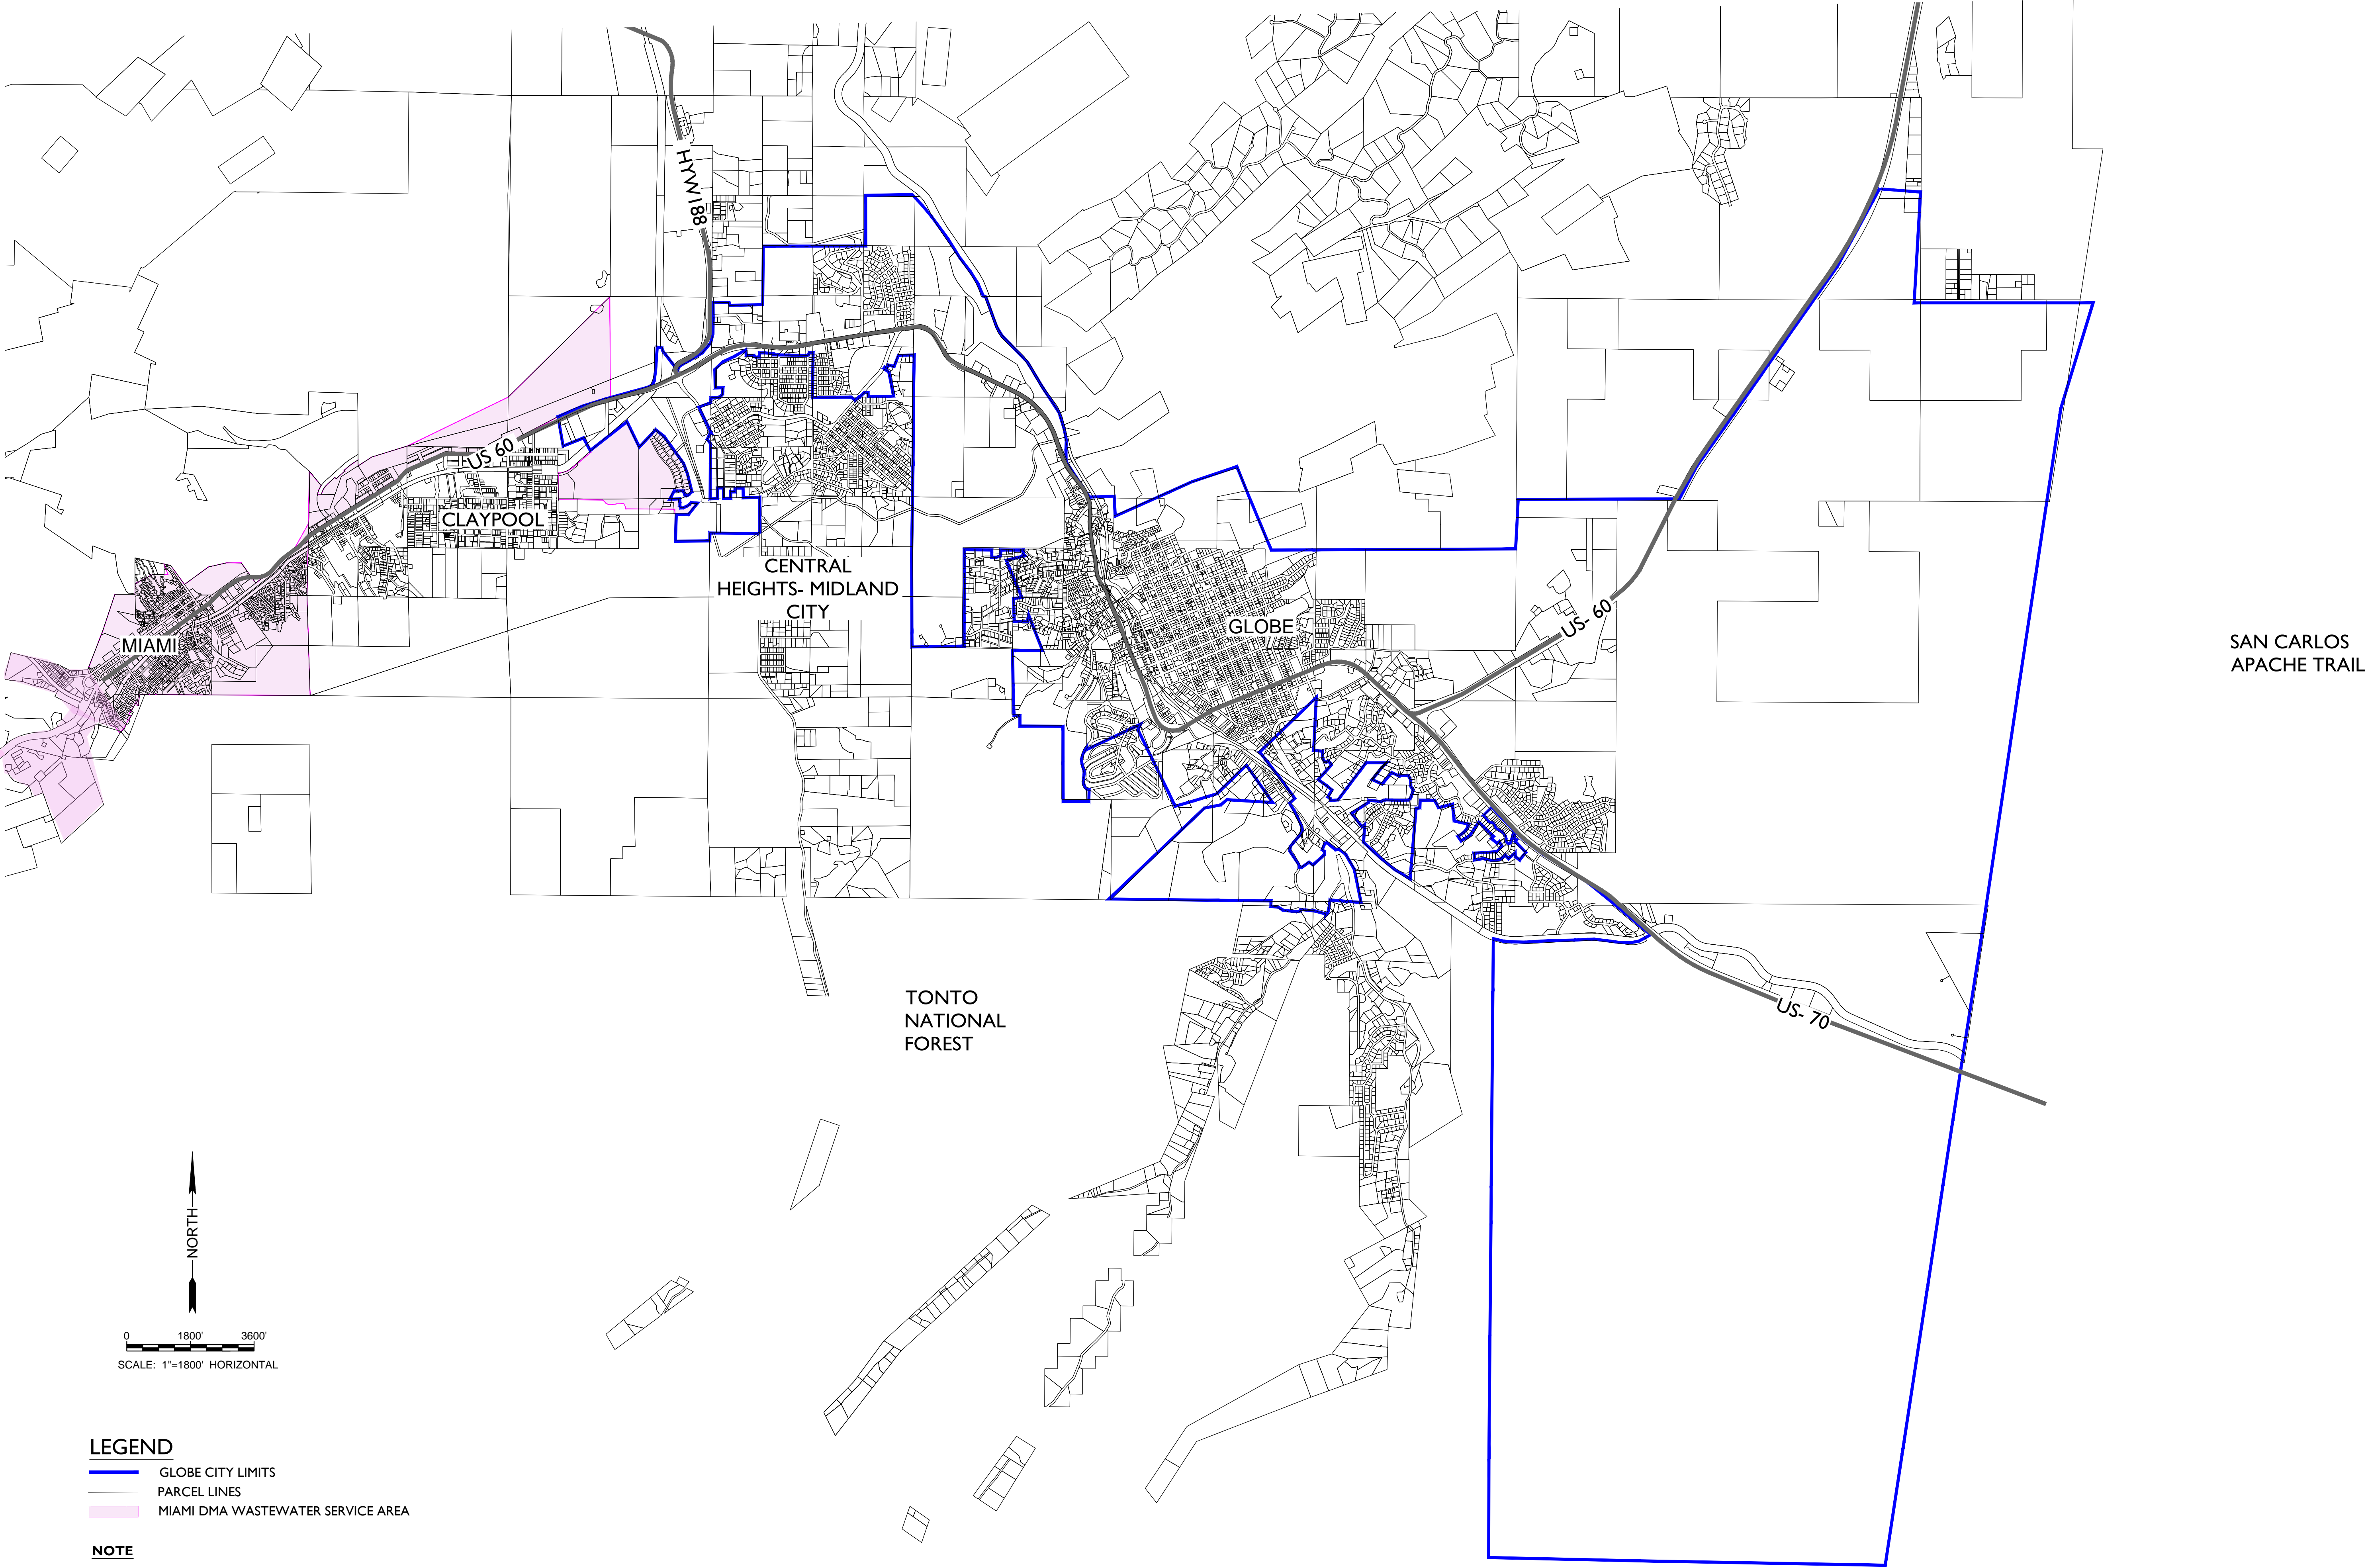 HYW188
US 60
CLAYPOOL
CENTRAL
HEIGHTS- MIDLAND
CITY
MIAMI
GLOBE
US- 60
SAN CARLOS
APACHE TRAIL
TONTO
NATIONAL
FOREST
US- 70
NORTH
0 1800' 3600'
SCALE: 1"=1800' HORIZONTAL
LEGEND
GLOBE CITY LIMITS
PARCEL LINES
MIAMI DMA WASTEWATER SERVICE AREA
NOTE